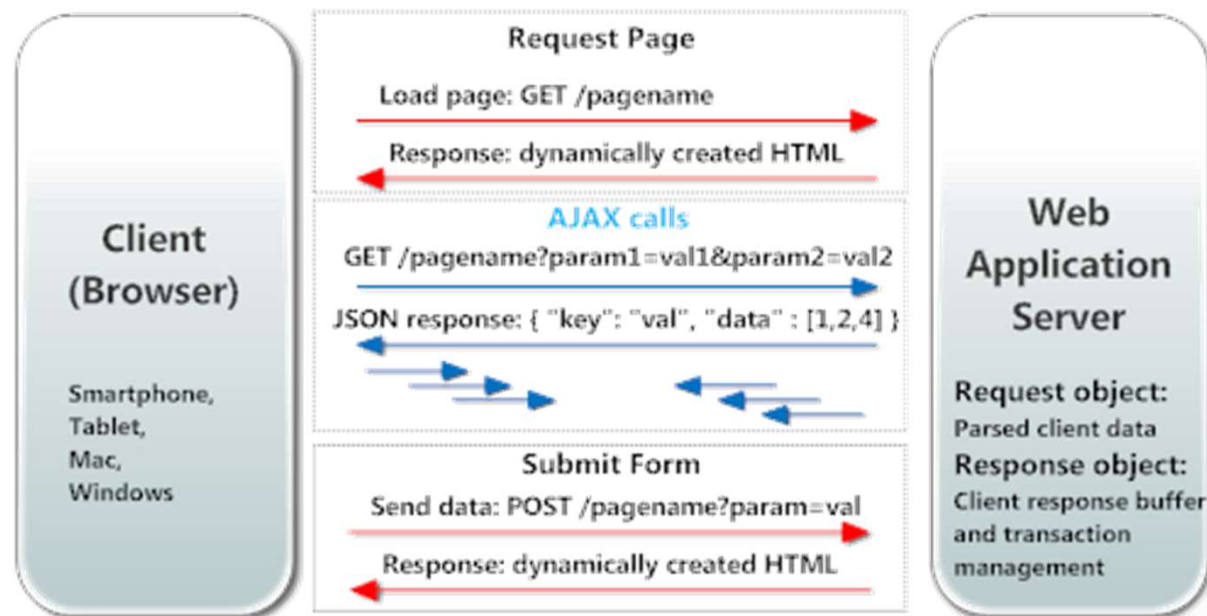 Client
(Browser)
Smartphone,
Tablet,
Mac,
Windows
Request Page
Load page: GET /pagename
Response: dynamically created HTML
AJAX calls
GET /pagename?param1=val1&param2=val2
JSON response: { "key": "val", "data" : [1,2,4] }
Submit Form
Send data: POST /pagename?param=val
Response: dynamically created HTML
Web
Application
Server
Request object:
Parsed client data
Response object:
Client response buffer
and transaction
management